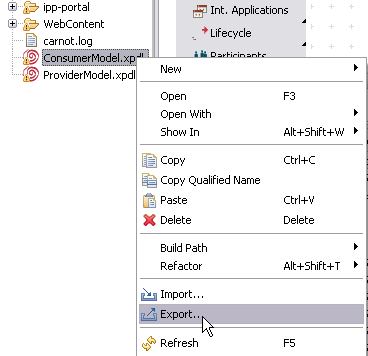 ipp-portal
WebContent
carnot.log
ConsumerModel.xpdl
ProviderModel.xpdl
Int. Applications
Lifecycle
Participants
New
Open F3
Open With
Show In Alt+Shift+W
Copy Ctrl+C
Copy Qualified Name
Paste Ctrl+V
Delete Delete
Build Path
Refactor Alt+Shift+T
Import...
Export...
Refresh F5